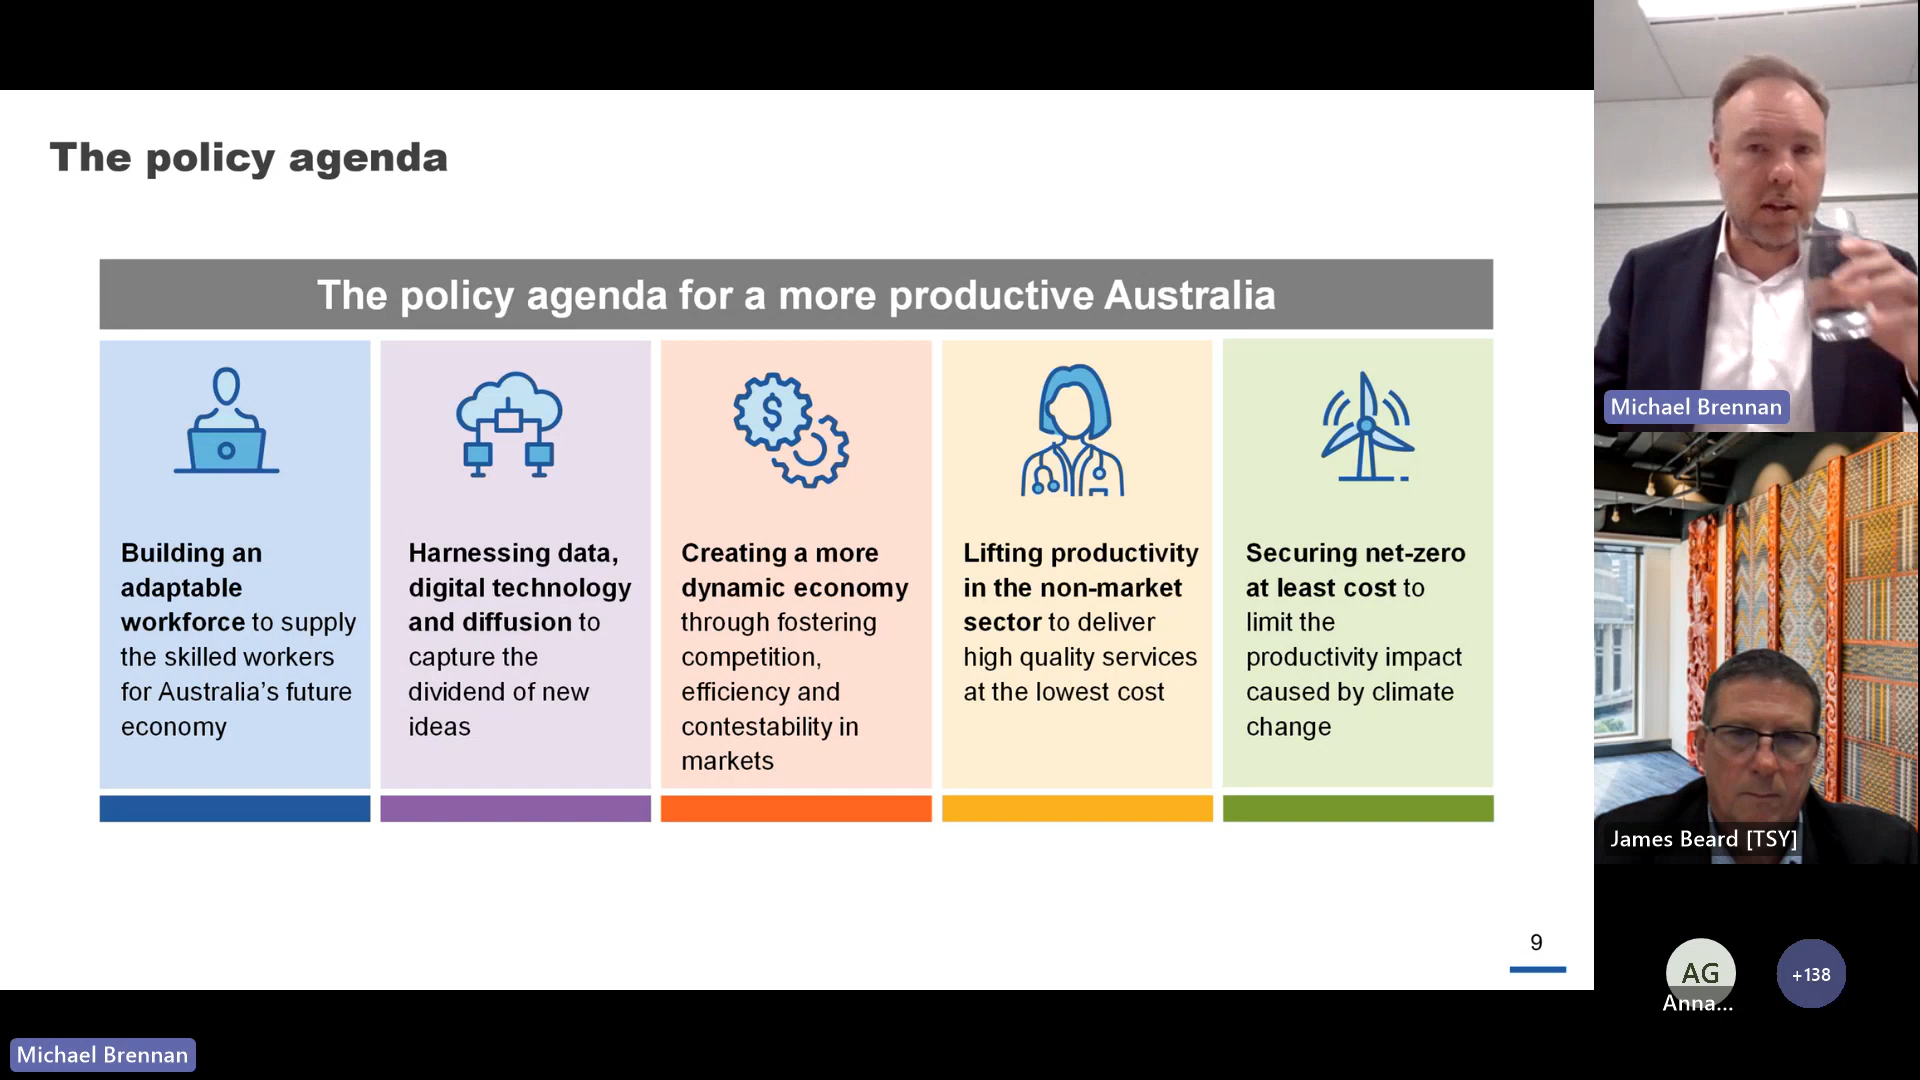 The policy agenda
The policy agenda for a more productive Australia
$
Building an
adaptable
workforce to supply
the skilled workers
for Australia’s future
economy
Harnessing data,
digital technology
and diffusion to
capture the
dividend of new
ideas
Creating a more
dynamic economy
through fostering
competition,
efficiency and
contestability in
markets
Lifting productivity
in the non-market
sector to deliver
high quality services
at the lowest cost
Securing net-zero
at least cost to
limit the
productivity impact
caused by climate
change
9
Michael Brennan
James Beard [TSY]
AG
Anna...
+138
Michael Brennan